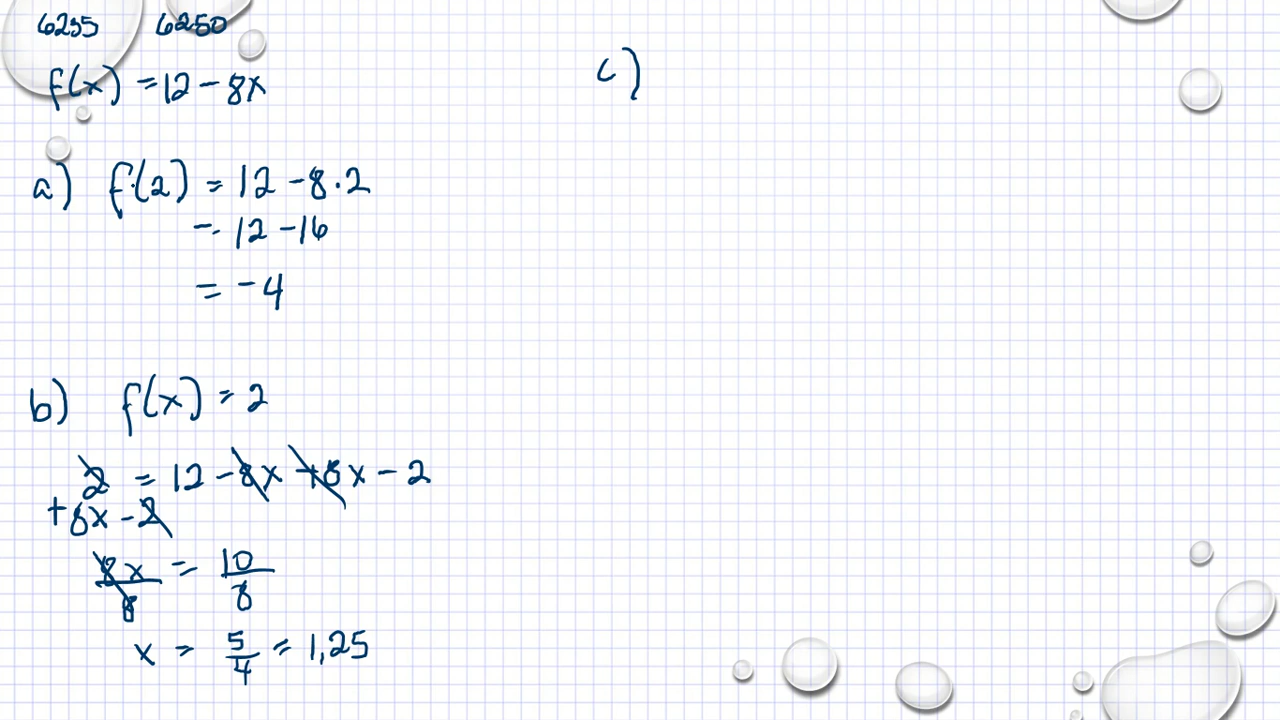 6235 6250
f(x) = 12 - 8x
a) f(2) = 12 - 8·2
= 12 - 16
= -4
b) f(x) = 2
2 = 12 - 8x + 8x - 2
+ 8x - 2
8x/8 = 10/8
x = 5/4 = 1,25
c)